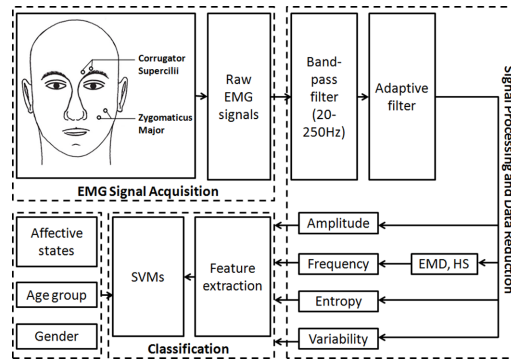 Corrugator
Supercilii
Zygomaticus
Major
Raw
EMG
signals
EMG Signal Acquisition
Band-
pass
filter
(20-
250Hz)
Adaptive
filter
Signal Processing and Data Reduction
Amplitude
Frequency
EMD, HS
Entropy
Variability
Affective
states
Age group
Gender
SVMs
Feature
extraction
Classification